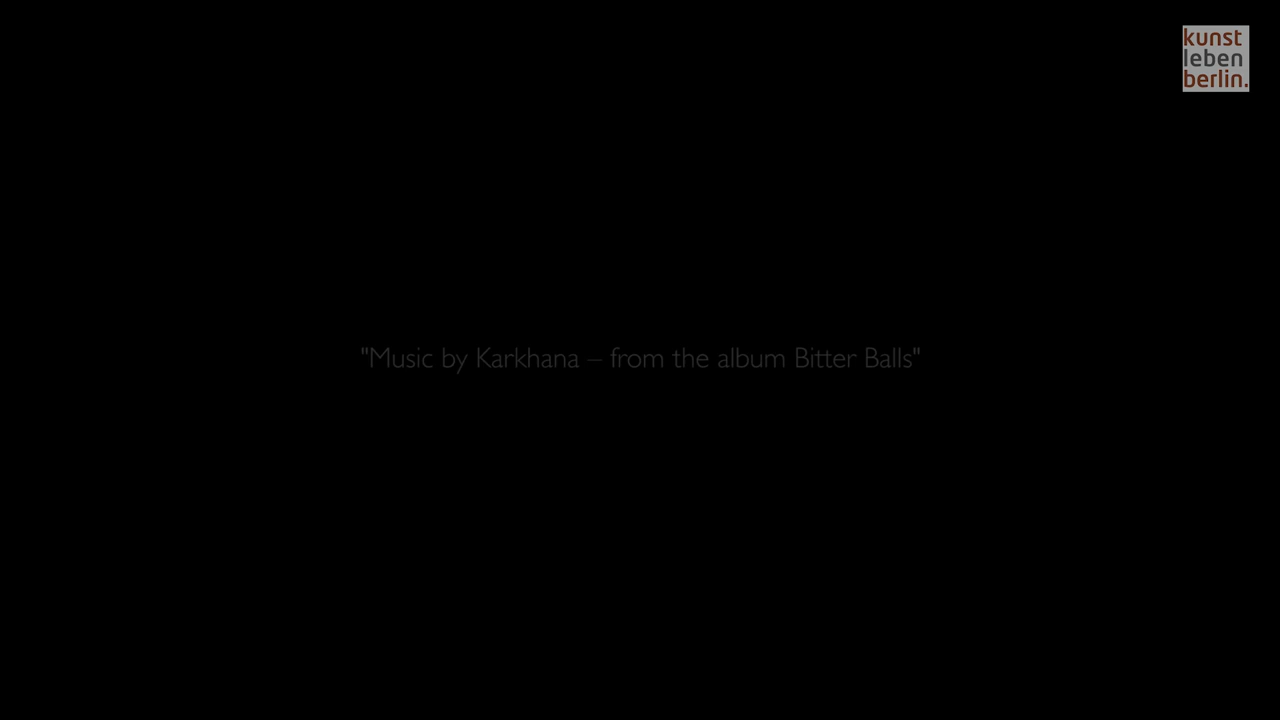 kunst
leben
berlin.
"Music by Karkhana – from the album Bitter Balls"